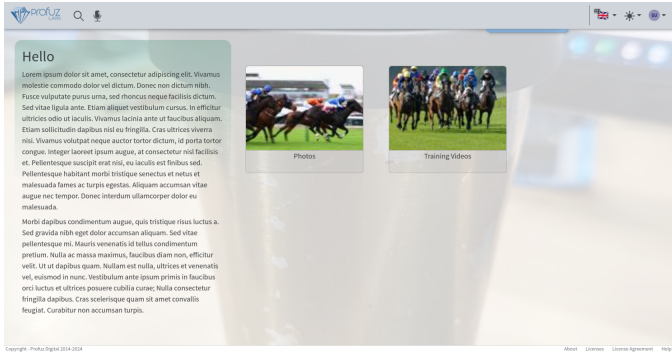 PROFUZ
LABS
Hello
Lorem ipsum dolor sit amet, consectetur adipiscing elit. Vivamus
molestie commodo dolor vel dictum. Donec non dictum nibh.
Fusce vulputate purus urna, sed rhoncus neque facilisis dictum.
Sed vitae ligula ante. Etiam aliquet vestibulum cursus. In efficitur
ultricies odio ut iaculis. Vivamus lacinia ante ut faucibus aliquam.
Etiam sollicitudin dapibus nisl eu fringilla. Cras ultrices viverra
nisi. Vivamus volutpat neque auctor tortor dictum, id porta tortor
congue. Integer laoreet ipsum augue, at consectetur nisl facilisis
et. Pellentesque suscipit erat nisi, eu iaculis est finibus sed.
Pellentesque habitant morbi tristique senectus et netus et
malesuada fames ac turpis egestas. Aliquam accumsan vitae
augue nec tempor. Donec interdum ullamcorper dolor eu
malesuada.
Morbi dapibus condimentum augue, quis tristique risus luctus a.
Sed gravida nibh eget dolor accumsan aliquam. Sed vitae
pellentesque mi. Mauris venenatis id tellus condimentum
pretium. Nulla ac massa maximus, faucibus diam non, efficitur
velit. Ut ut dapibus quam. Nullam est nulla, ultrices et venenatis
vel, euismod in nunc. Vestibulum ante ipsum primis in faucibus
orci luctus et ultrices posuere cubilia curae; Nulla consectetur
fringilla dapibus. Cras scelerisque quam sit amet convallis
feugiat. Curabitur non accumsan turpis.
Photos
Training Videos
Copyright - Profuz Digital 2014-2024
About Licenses License Agreement Help